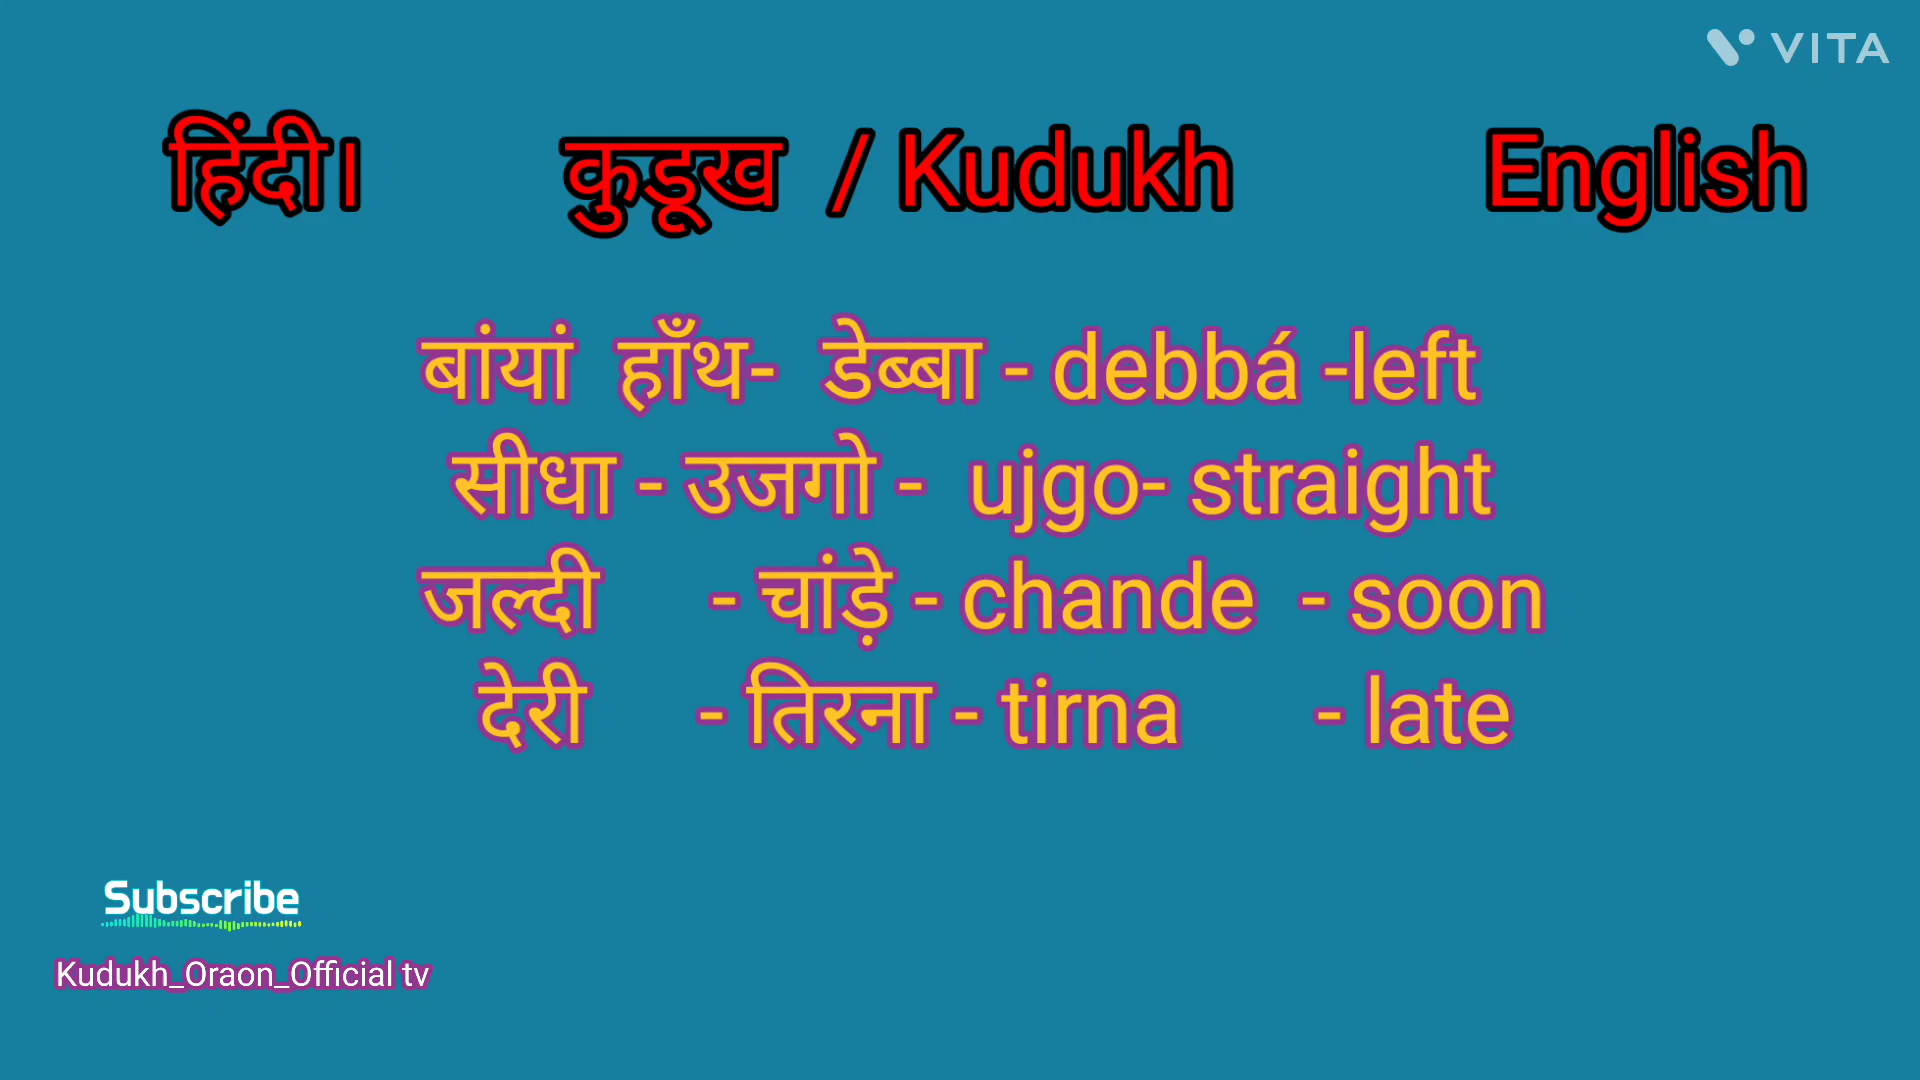 VITA
हिंदी। कुडूख / Kudukh English
बांयां हाँथ- डेब्बा - debbá -left
सीधा - उजगो - ujgo- straight
जल्दी - चांड़े - chande - soon
देरी - तिरना - tirna - late
Subscribe
Kudukh_Oraon_Official tv